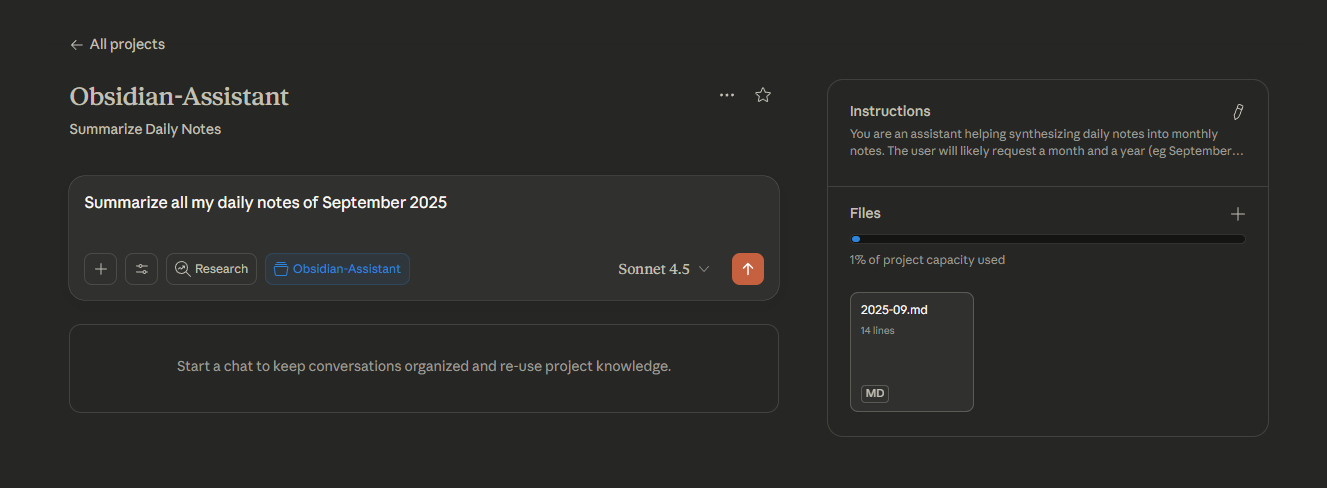 All projects
Obsidian-Assistant
Summarize Daily Notes
Summarize all my daily notes of September 2025
Research
Obsidian-Assistant
Sonnet 4.5
Start a chat to keep conversations organized and re-use project knowledge.
Instructions
You are an assistant helping synthesizing daily notes into monthly
notes. The user will likely request a month and a year (eg September...
Files
1% of project capacity used
2025-09.md
14 lines
MD